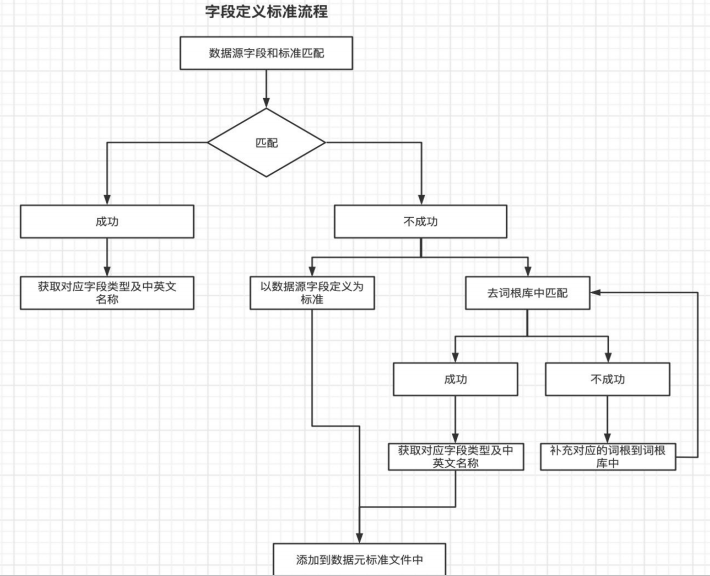 字段定义标准流程
数据源字段和标准匹配
匹配
成功
不成功
获取对应字段类型及中英文
名称
以数据源字段定义为
标准
去词根库中匹配
成功
不成功
获取对应字段类型及中
英文名称
补充对应的词根到词根
库中
添加到数据元标准文件中